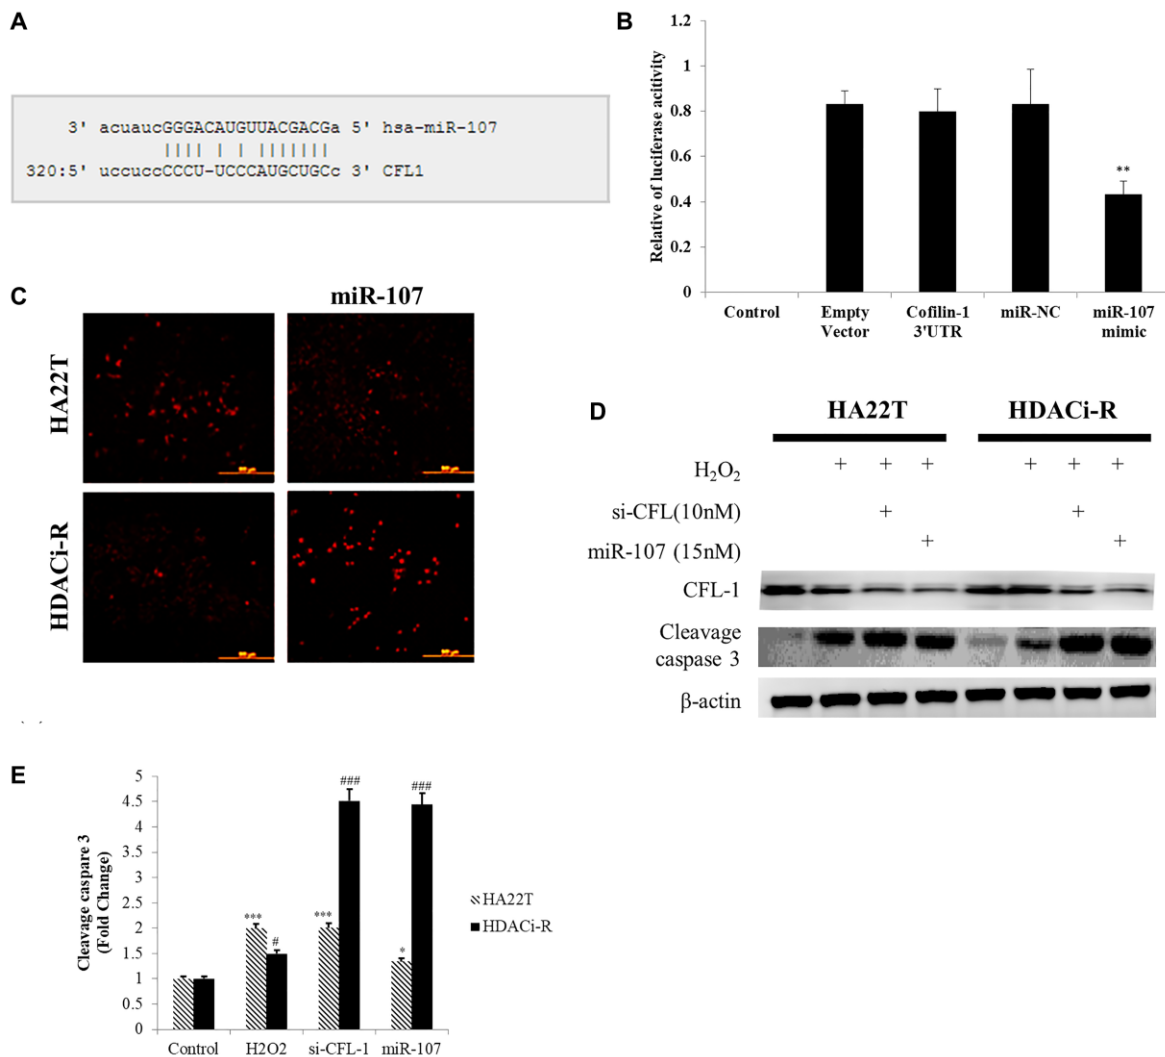 A
3' acuaucGGGACAUGUUACGACGa 5' hsa-miR-107
|||| | | |||||||
320:5' uccuccCCCU-UCCCAUGCUGCc 3' CFL1
B
Relative of luciferase acitivity
1.2
1
0.8
0.6
0.4
0.2
0
**
Control
Empty Vector
Cofilin-1 3'UTR
miR-NC
miR-107 mimic
C
miR-107
HA22T
HDACi-R
D
HA22T HDACi-R
H2O2 + + + + + +
si-CFL(10nM) + +
miR-107 (15nM) + +
CFL-1
Cleavage
caspase 3
β-actin
E
Cleavage caspare 3
(Fold Change)
5
4.5
4
3.5
3
2.5
2
1.5
1
0.5
0
***
#
***
###
*
###
Control H2O2 si-CFL-1 miR-107
HA22T
HDACi-R